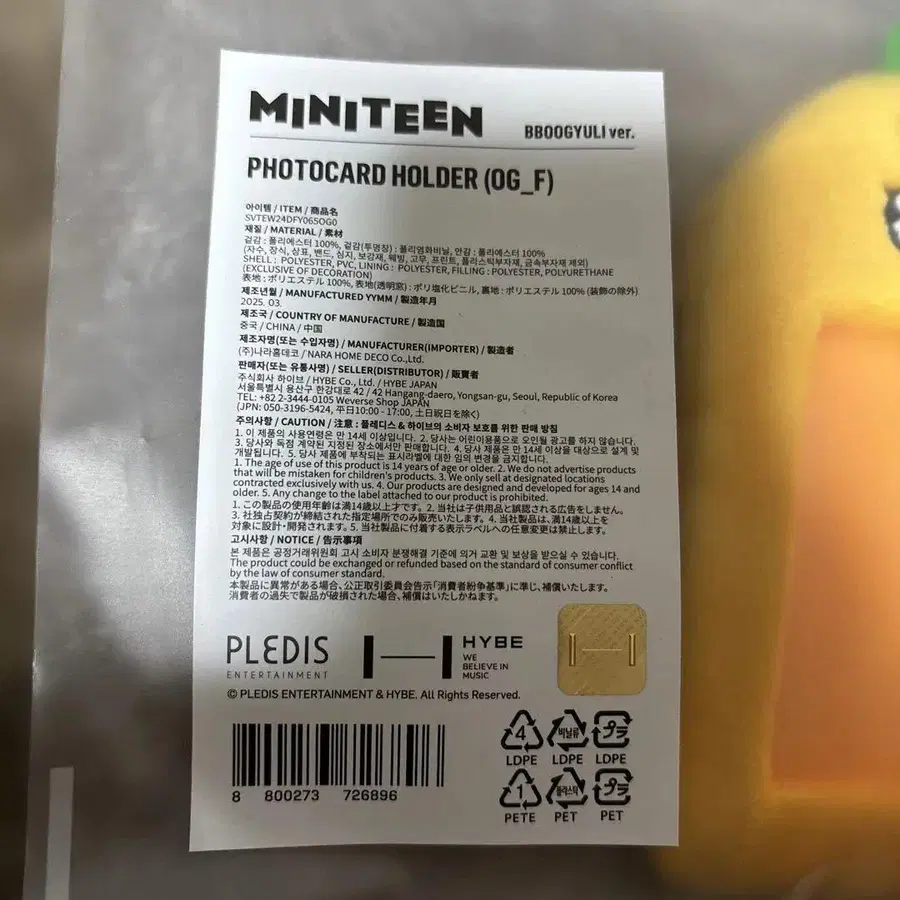 MINITEEN
BBOOGYULI ver.
PHOTOCARD HOLDER (OG_F)
아이템 / ITEM / 商品名
SVTEW24DFY065OG0
재질 / MATERIAL / 素材
겉감 : 폴리에스터 100%, 겉감(투명창) : 폴리염화비닐, 안감 : 폴리에스터 100%
(자수, 장식, 상표, 밴드, 심지, 보강재, 웨빙, 고무, 프린트, 플라스틱부자재, 금속부자재 제외)
SHELL : POLYESTER, PVC, LINING : POLYESTER, FILLING : POLYESTER, POLYURETHANE
(EXCLUSIVE OF DECORATION)
表地 : ポリエステル 100%, 表地(透明窓) : ポリ塩化ビニル, 裏地 : ポリエステル 100% (装飾の除外)
제조년월 / MANUFACTURED YYMM / 製造年月
2025. 03.
제조국 / COUNTRY OF MANUFACTURE / 製造国
중국 / CHINA / 中国
제조자명(또는 수입자명) / MANUFACTURER(IMPORTER) / 製造者
(주)나라홈데코 / NARA HOME DECO Co.,Ltd.
판매자(또는 유통사명) / SELLER(DISTRIBUTOR) / 販売者
주식회사 하이브 / HYBE Co., Ltd. / HYBE JAPAN
서울특별시 용산구 한강대로 42 / 42 Hangang-daero, Yongsan-gu, Seoul, Republic of Korea
TEL: +82 2-3444-0105 Weverse Shop JAPAN
(JPN: 050-3196-5424, 平日10:00 - 17:00, 土日祝日を除く)
주의사항 / CAUTION / 注意 : 플레디스 & 하이브의 소비자 보호를 위한 판매 방침
1. 이 제품의 사용연령은 만 14세 이상입니다. 2. 당사는 어린이용품으로 오인될 광고를 하지 않습니다.
3. 당사와 독점 계약된 지정된 장소에서만 판매합니다. 4. 당사 제품은 만 14세 이상을 대상으로 설계 및
개발됩니다. 5. 당사 제품에 부착되는 표시라벨에 대한 임의 변경을 금지합니다.
1. The age of use of this product is 14 years of age or older. 2. We do not advertise products
that will be mistaken for children's products. 3. We only sell at designated locations
contracted exclusively with us. 4. Our products are designed and developed for ages 14 and
older. 5. Any change to the label attached to our product is prohibited.
1. この製品の使用年齢は満14歳以上才です。2. 当社は子供用品と誤認される広告をしません。
3. 社独占契約が締結された指定場所でのみ販売いたします。4. 当社製品は、満14歳以上を
対象に設計・開発されます。5. 当社製品に付着する表示ラベルへの任意変更は禁止します。
고시사항 / NOTICE / 告示事項
본 제품은 공정거래위원회 고시 소비자 분쟁해결 기준에 의거 교환 및 보상을 받으실 수 있습니다.
The product could be exchanged or refunded based on the standard of consumer conflict
by the law of consumer standard.
本製品に異常がある場合、公正取引委員会告示「消費者紛争基準」に準じ、補償いたします。
消費者の過失で製品が破損された場合、補償はいたしかねます。
PLEDIS
ENTERTAINMENT
HYBE
WE
BELIEVE IN
MUSIC
© PLEDIS ENTERTAINMENT & HYBE. All Rights Reserved.
8 800273 726896
4 비닐류 プラ
LDPE LDPE LDPE
1 플라스틱 プラ
PETE PET PET